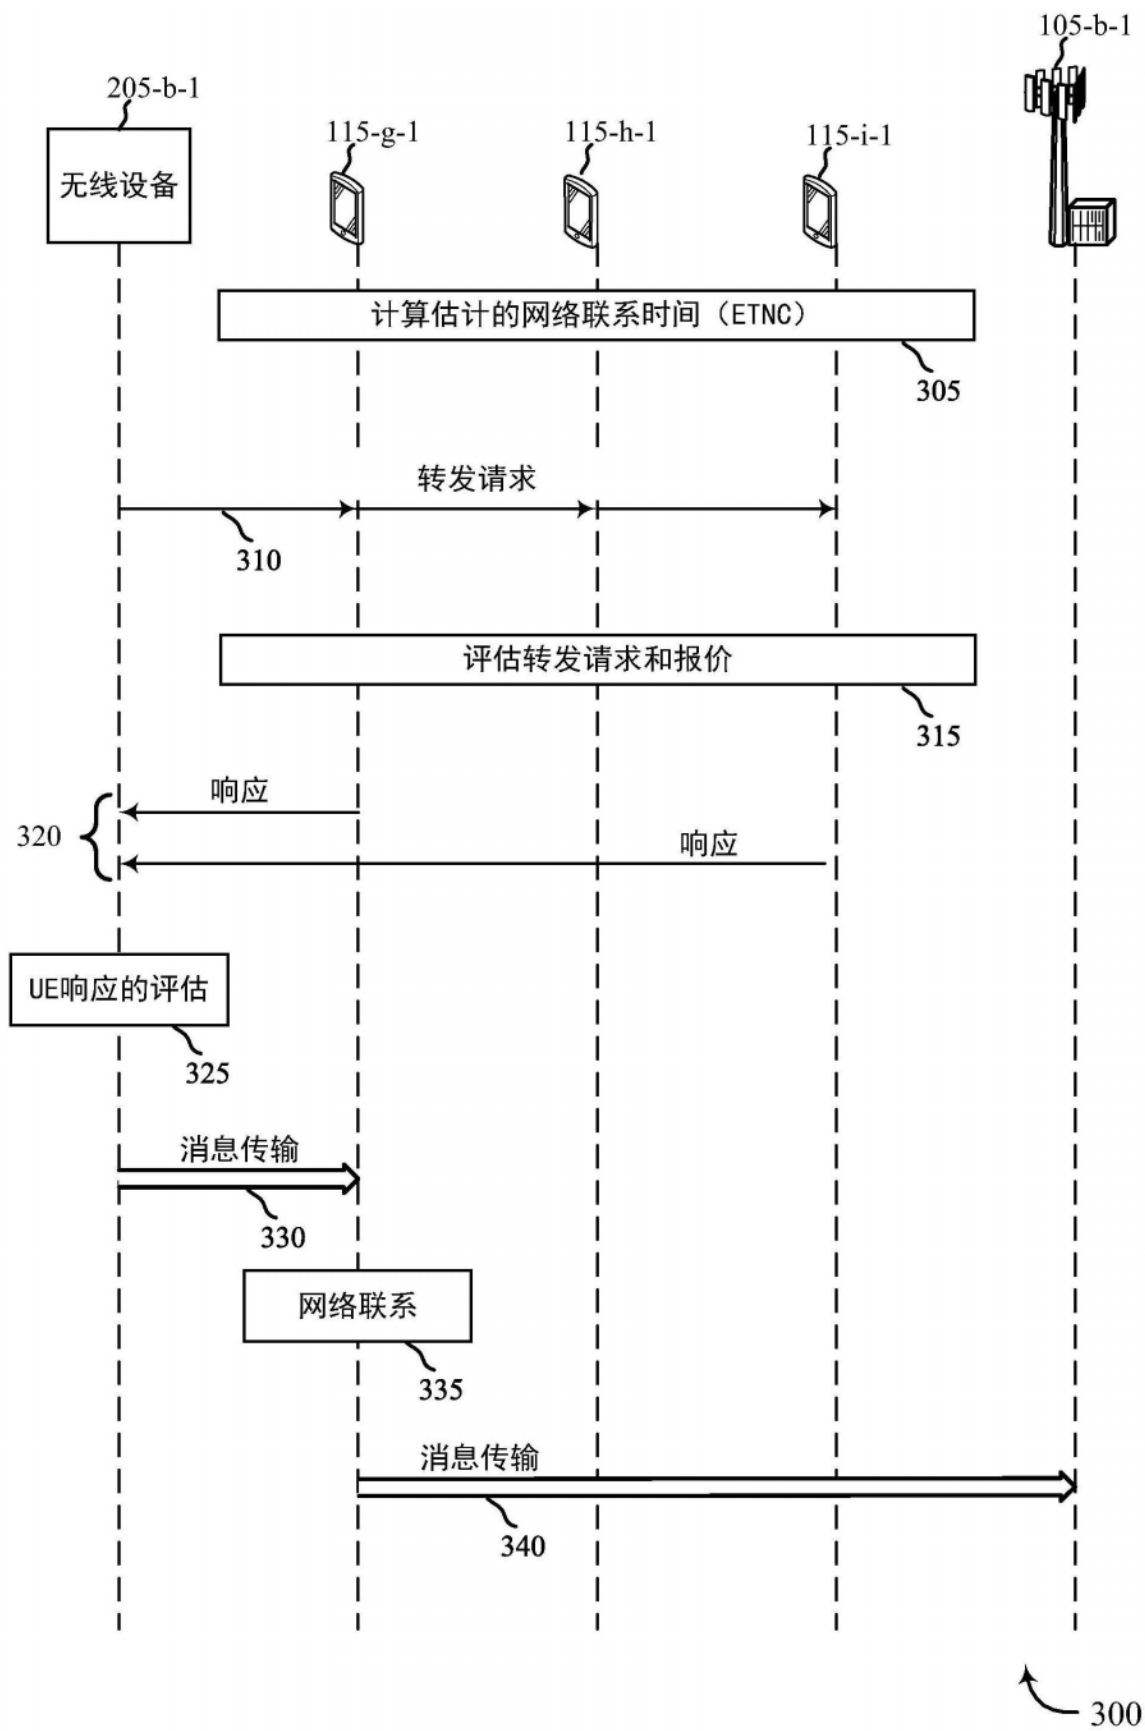 105-b-1
205-b-1
115-g-1
115-h-1
115-i-1
无线设备
计算估计的网络联系时间（ETNC）
305
转发请求
310
评估转发请求和报价
315
响应
320
响应
UE响应的评估
325
消息传输
330
网络联系
335
消息传输
340
300